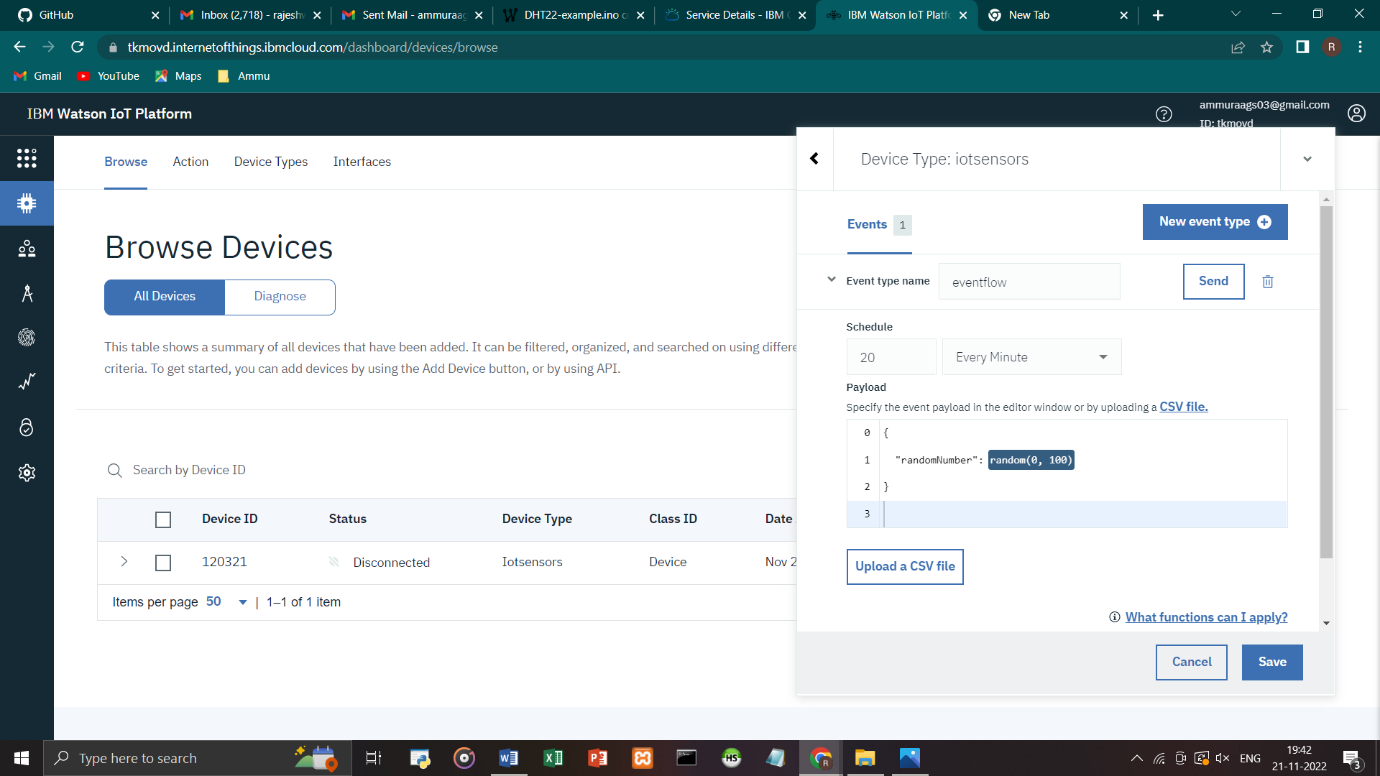 GitHub
Inbox (2,718) - rajesh
Sent Mail - ammuraag
DHT22-example.ino c
Service Details - IBM
IBM Watson IoT Platf
New Tab
tkmovd.internetofthings.ibmcloud.com/dashboard/devices/browse
R
Gmail
YouTube
Maps
Ammu
IBM Watson IoT Platform
ammuraags03@gmail.com
ID: tkmovd
Browse
Action
Device Types
Interfaces
Browse Devices
All Devices
Diagnose
This table shows a summary of all devices that have been added. It can be filtered, organized, and searched on using differe
criteria. To get started, you can add devices by using the Add Device button, or by using API.
Search by Device ID
Device ID Status Device Type Class ID Date
120321 Disconnected Iotsensors Device Nov 2
Items per page 50 | 1–1 of 1 item
Device Type: iotsensors
Events 1
New event type
Event type name eventflow
Send
Schedule
20 Every Minute
Payload
Specify the event payload in the editor window or by uploading a CSV file.
0 {
1 "randomNumber": random(0, 100)
2 }
3
Upload a CSV file
What functions can I apply?
Cancel
Save
Type here to search
HS
R
ENG
19:42
21-11-2022
3